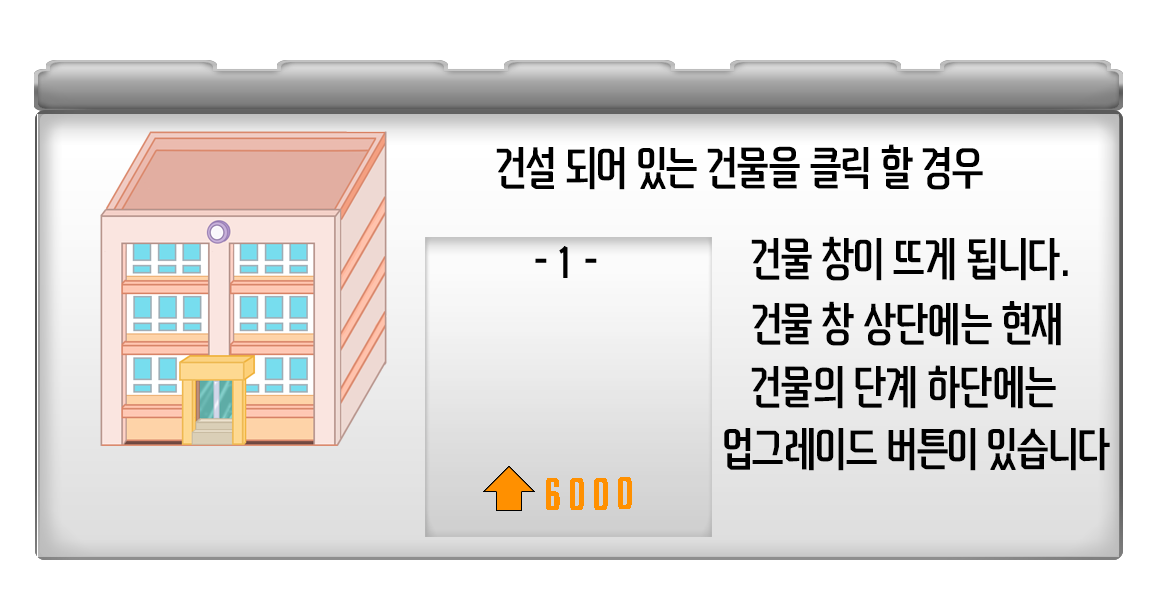 건설 되어 있는 건물을 클릭 할 경우
- 1 -
6000
건물 창이 뜨게 됩니다.
건물 창 상단에는 현재
건물의 단계 하단에는
업그레이드 버튼이 있습니다